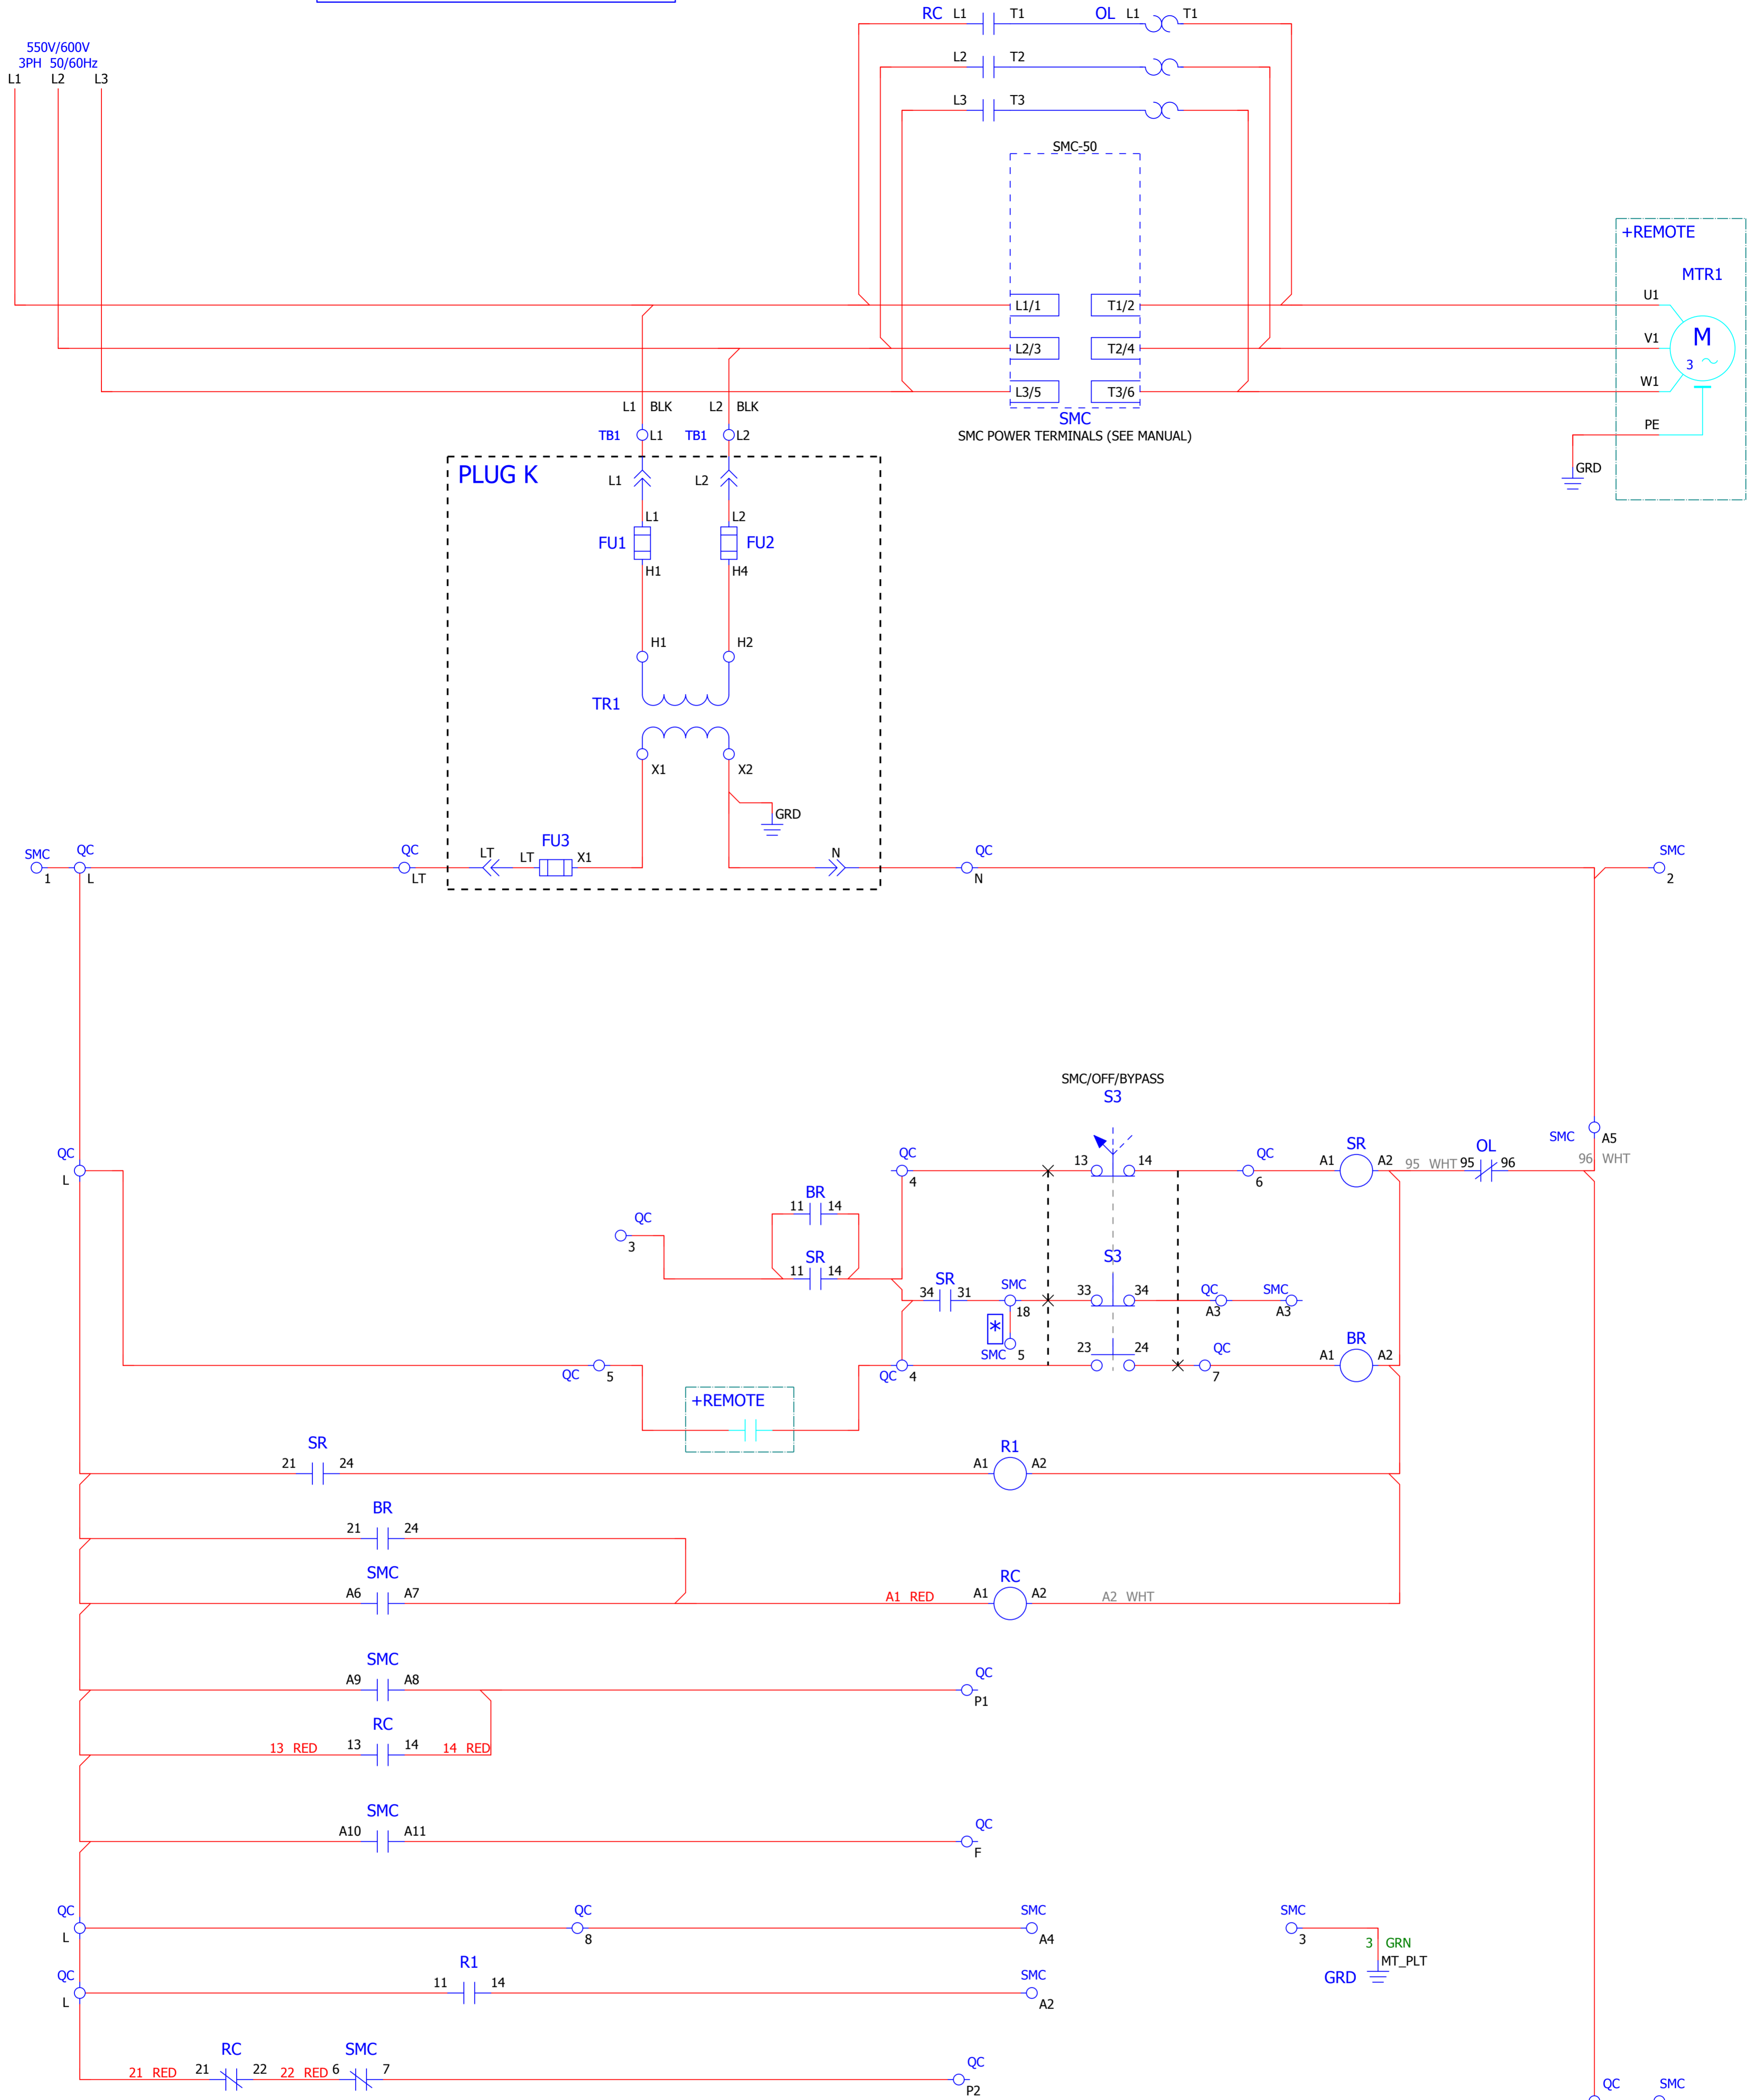 RC L1 T1 OL L1 T1
550V/600V
3PH 50/60Hz
L1 L2 L3
L2 T2
L3 T3
SMC-50
+REMOTE
MTR1
L1/1 T1/2 U1
L2/3 T2/4 V1 M
3
L3/5 T3/6 W1
L1 BLK L2 BLK
SMC
SMC POWER TERMINALS (SEE MANUAL)
PE
TB1 L1 TB1 L2
GRD
PLUG K
L1 L2
L1 L2
FU1 FU2
H1 H4
H1 H2
TR1
X1 X2
GRD
SMC QC QC FU3 QC SMC
LT LT X1 N
1 L LT N 2
SMC/OFF/BYPASS
S3
SMC A5
QC QC 13 14 QC SR OL
A1 A2 95 WHT 95 96 96 WHT
L 4 6
BR
11 14
QC
3
SR S3
11 14
SR SMC QC SMC
34 31 33 34
18 A3 A3
*
SMC 5 23 24 QC BR
A1 A2
QC 5 QC 4 7
+REMOTE
SR R1
21 24 A1 A2
BR
21 24
SMC RC
A6 A7 A1 RED A1 A2 A2 WHT
SMC QC
A9 A8
P1
RC
13 RED 13 14 14 RED
SMC QC
A10 A11
F
QC QC SMC SMC
L 8 A4 3
3 GRN
MT_PLT
GRD
QC R1 SMC
11 14
L A2
RC SMC QC
21 RED 21 22 22 RED 6 7
P2
QC SMC